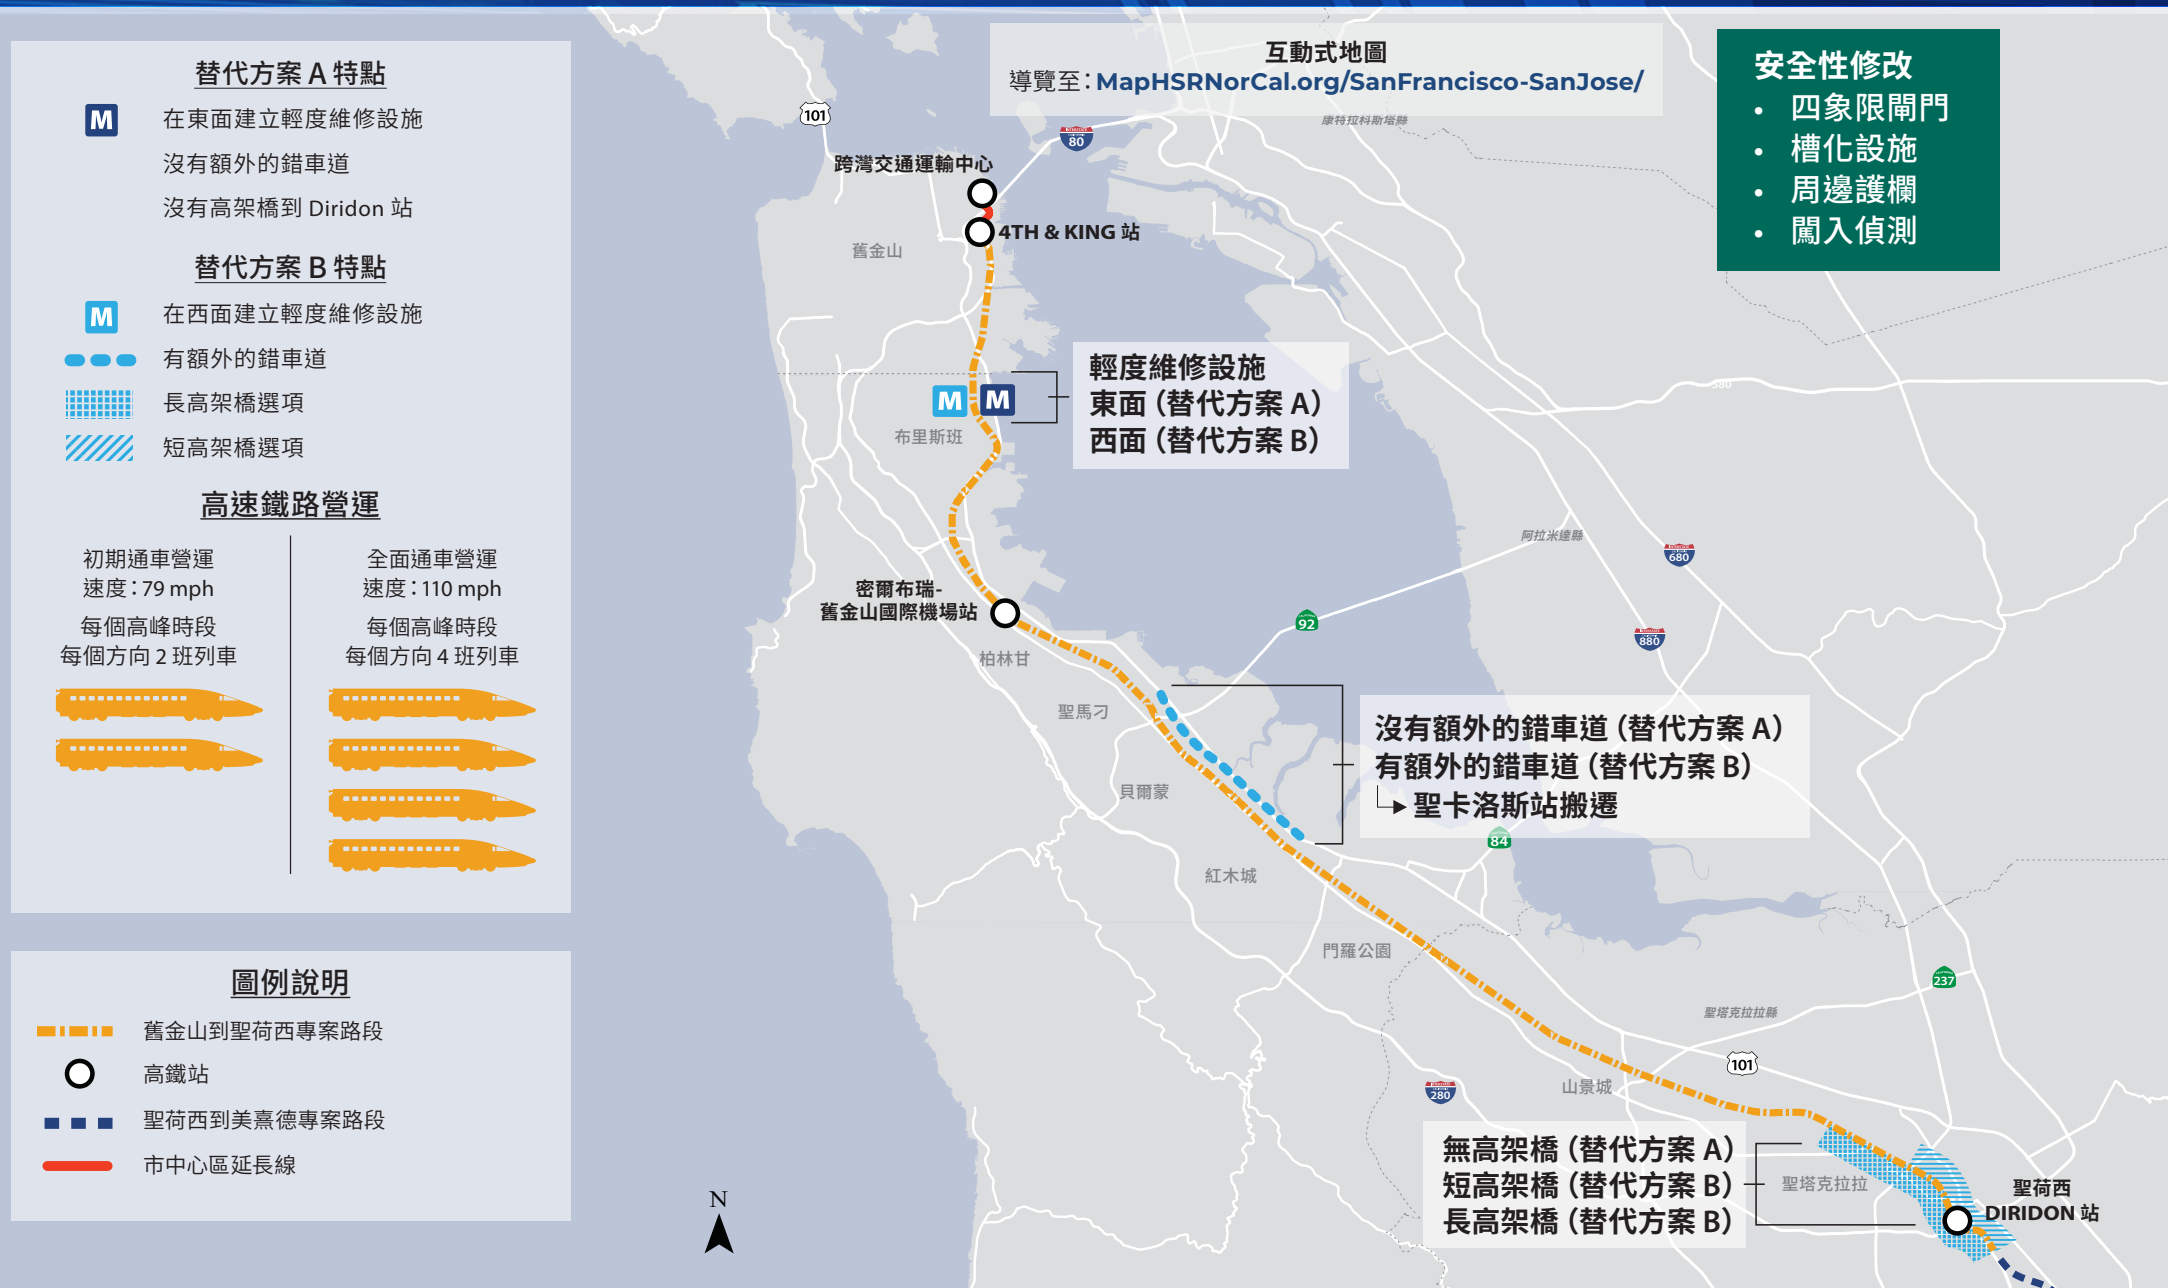 替代方案 A 特點
M
在東面建立輕度維修設施
沒有額外的錯車道
沒有高架橋到 Diridon 站
替代方案 B 特點
M
在西面建立輕度維修設施
有額外的錯車道
長高架橋選項
短高架橋選項
高速鐵路營運
初期通車營運
速度：79 mph
每個高峰時段
每個方向 2 班列車
全面通車營運
速度：110 mph
每個高峰時段
每個方向 4 班列車
圖例說明
舊金山到聖荷西專案路段
高鐵站
聖荷西到美熹德專案路段
市中心區延長線
互動式地圖
導覽至：MapHSRNorCal.org/SanFrancisco-SanJose/
安全性修改
• 四象限閘門
• 槽化設施
• 周邊護欄
• 闖入偵測
101
80
康特拉科斯塔縣
跨灣交通運輸中心
4TH & KING 站
舊金山
輕度維修設施
東面（替代方案 A）
西面（替代方案 B）
M
M
布里斯班
580
阿拉米達縣
680
密爾布瑞-
舊金山國際機場站
92
880
柏林甘
聖馬刁
沒有額外的錯車道（替代方案 A）
有額外的錯車道（替代方案 B）
聖卡洛斯站搬遷
貝爾蒙
84
紅木城
門羅公園
237
聖塔克拉拉縣
101
280
山景城
無高架橋（替代方案 A）
短高架橋（替代方案 B）
長高架橋（替代方案 B）
聖塔克拉拉
聖荷西
DIRIDON 站
N